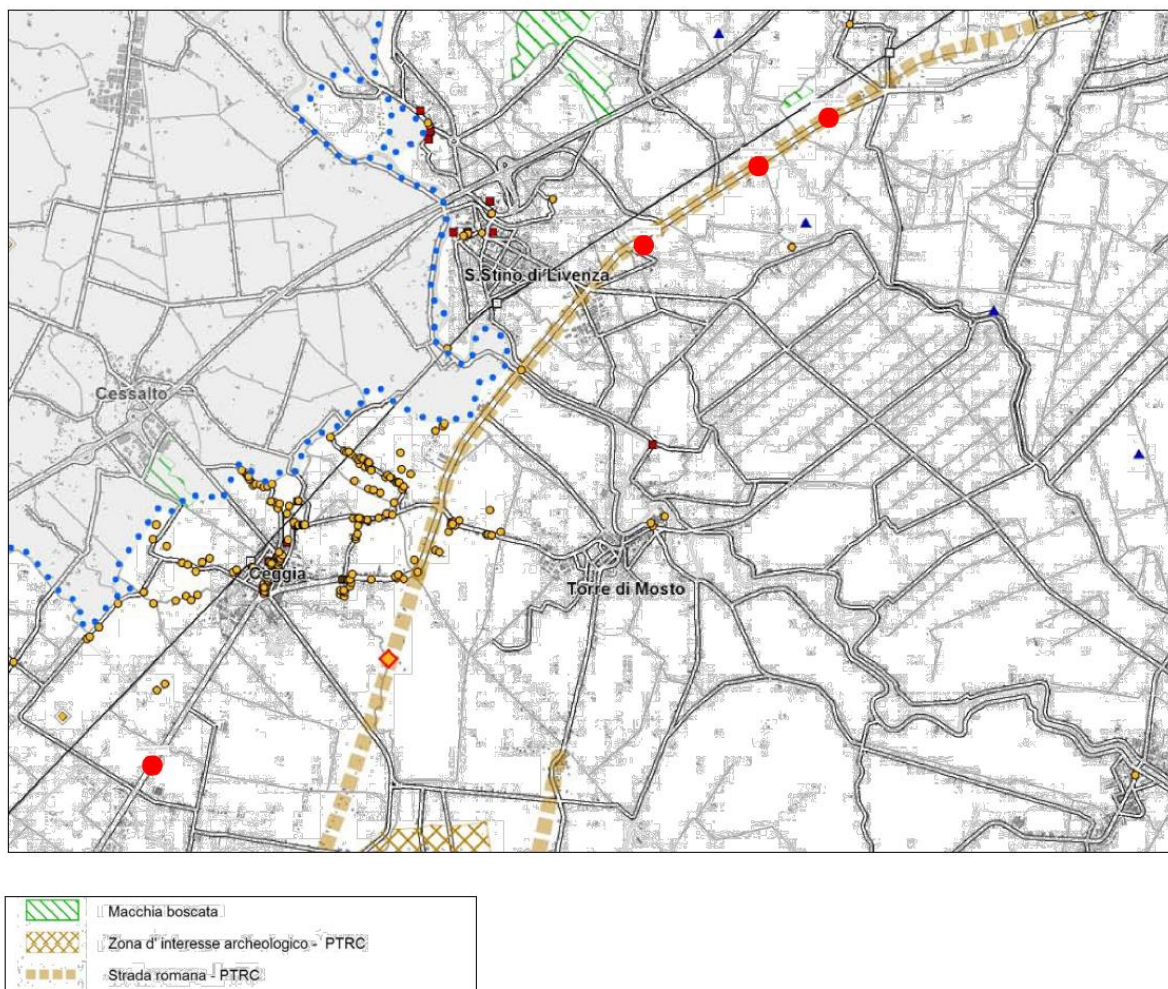 S.Stino di Livenza
Cessalto
Ceggia
Torre di Mosto
Macchia boscata
Zona d' interesse archeologico - PTRC
Strada romana - PTRC